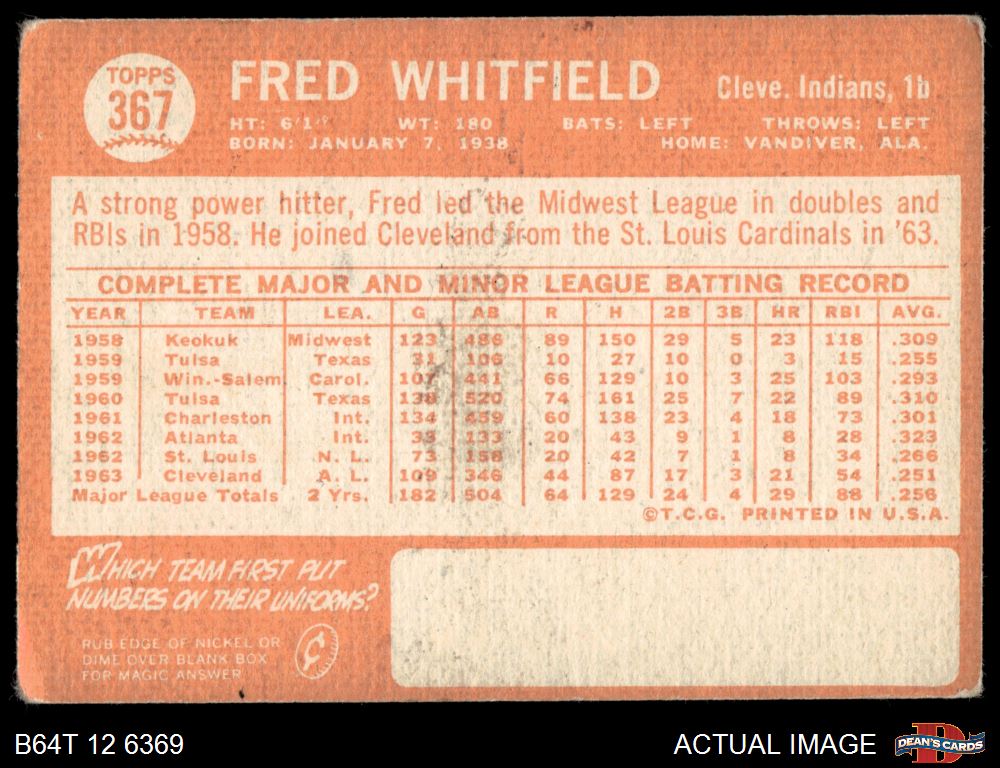 TOPPS
367
FRED WHITFIELD Cleve. Indians, 1b
HT: 6'1" WT: 180 BATS: LEFT THROWS: LEFT
BORN: JANUARY 7, 1938 HOME: VANDIVER, ALA.
A strong power hitter, Fred led the Midwest League in doubles and
RBIs in 1958. He joined Cleveland from the St. Louis Cardinals in '63.
COMPLETE MAJOR AND MINOR LEAGUE BATTING RECORD
YEAR TEAM LEA. G AB R H 2B 3B HR RBI AVG.
1958 Keokuk Midwest 123 486 89 150 29 5 23 118 .309
1959 Tulsa Texas 31 106 10 27 10 0 3 15 .255
1959 Win.-Salem Carol. 107 441 66 129 10 3 25 103 .293
1960 Tulsa Texas 138 520 74 161 25 7 22 89 .310
1961 Charleston Int. 134 459 60 138 23 4 18 73 .301
1962 Atlanta Int. 33 133 20 43 9 1 8 28 .323
1962 St. Louis N. L. 73 158 20 42 7 1 8 34 .266
1963 Cleveland A. L. 109 346 44 87 17 3 21 54 .251
Major League Totals 2 Yrs. 182 504 64 129 24 4 29 88 .256
©T.C.G. PRINTED IN U.S.A.
WHICH TEAM FIRST PUT
NUMBERS ON THEIR UNIFORMS?
RUB EDGE OF NICKEL OR
DIME OVER BLANK BOX
FOR MAGIC ANSWER
¢
B64T 12 6369 ACTUAL IMAGE
D
DEAN'S CARDS